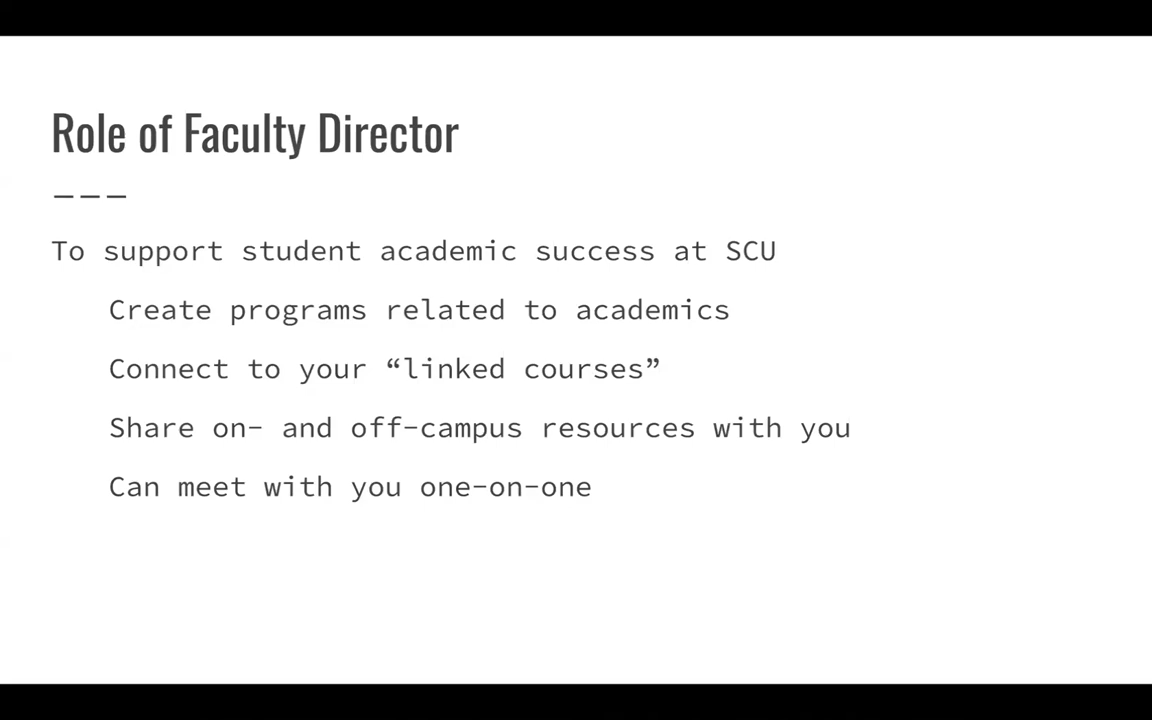 Role of Faculty Director
———
To support student academic success at SCU
Create programs related to academics
Connect to your “linked courses”
Share on- and off-campus resources with you
Can meet with you one-on-one